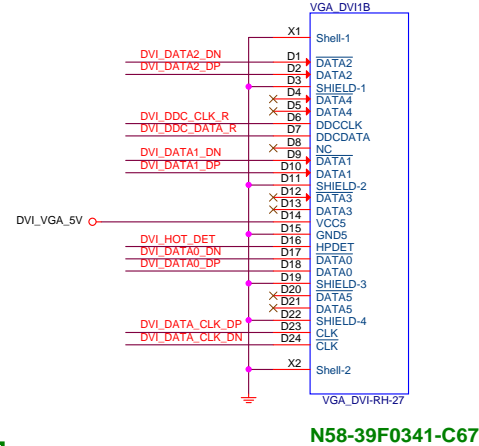 VGA_DVI1B
X1 Shell-1
DVI_DATA2_DN D1 DATA2
DVI_DATA2_DP D2 DATA2
D3 SHIELD-1
D4 DATA4
D5 DATA4
DVI_DDC_CLK_R D6 DDCCLK
DVI_DDC_DATA_R D7 DDCDATA
D8 NC
DVI_DATA1_DN D9 DATA1
DVI_DATA1_DP D10 DATA1
D11 SHIELD-2
D12 DATA3
D13 DATA3
DVI_VGA_5V D14 VCC5
D15 GND5
DVI_HOT_DET D16 HPDET
DVI_DATA0_DN D17 DATA0
DVI_DATA0_DP D18 DATA0
D19 SHIELD-3
D20 DATA5
D21 DATA5
D22 SHIELD-4
DVI_DATA_CLK_DP D23 CLK
DVI_DATA_CLK_DN D24 CLK
X2 Shell-2
VGA_DVI-RH-27
N58-39F0341-C67